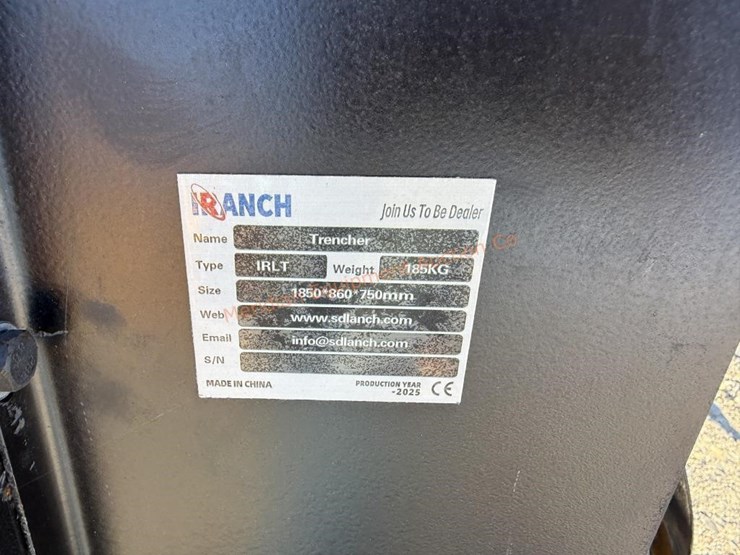 IRANCH Join Us To Be Dealer
Name Trencher
Type IRLT Weight 185KG
Size 1850*860*750mm
Web www.sdlanch.com
Email info@sdlanch.com
S/N
MADE IN CHINA PRODUCTION YEAR -2025 CE